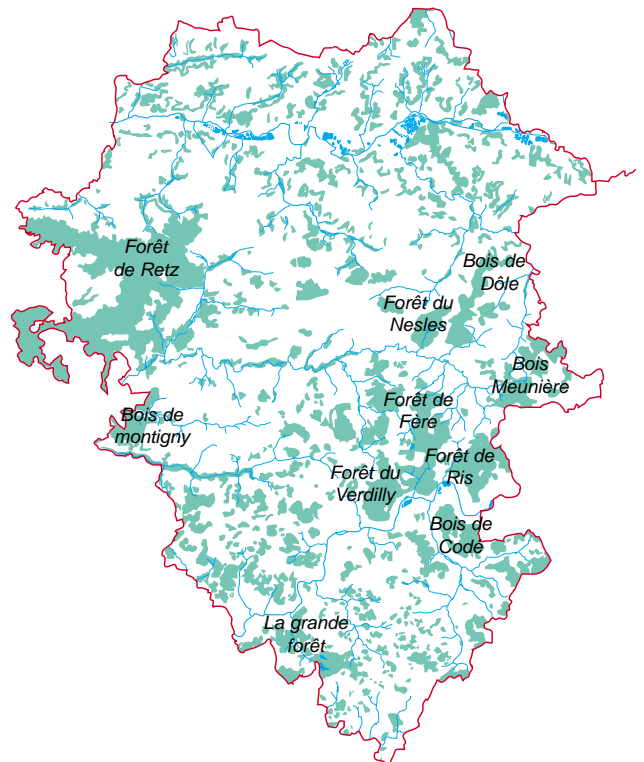 Forêt
de Retz
Bois de
Dôle
Forêt du
Nesles
Bois
Meunière
Forêt de
Fère
Bois de
montigny
Forêt de
Ris
Forêt du
Verdilly
Bois de
Codé
La grande
forêt